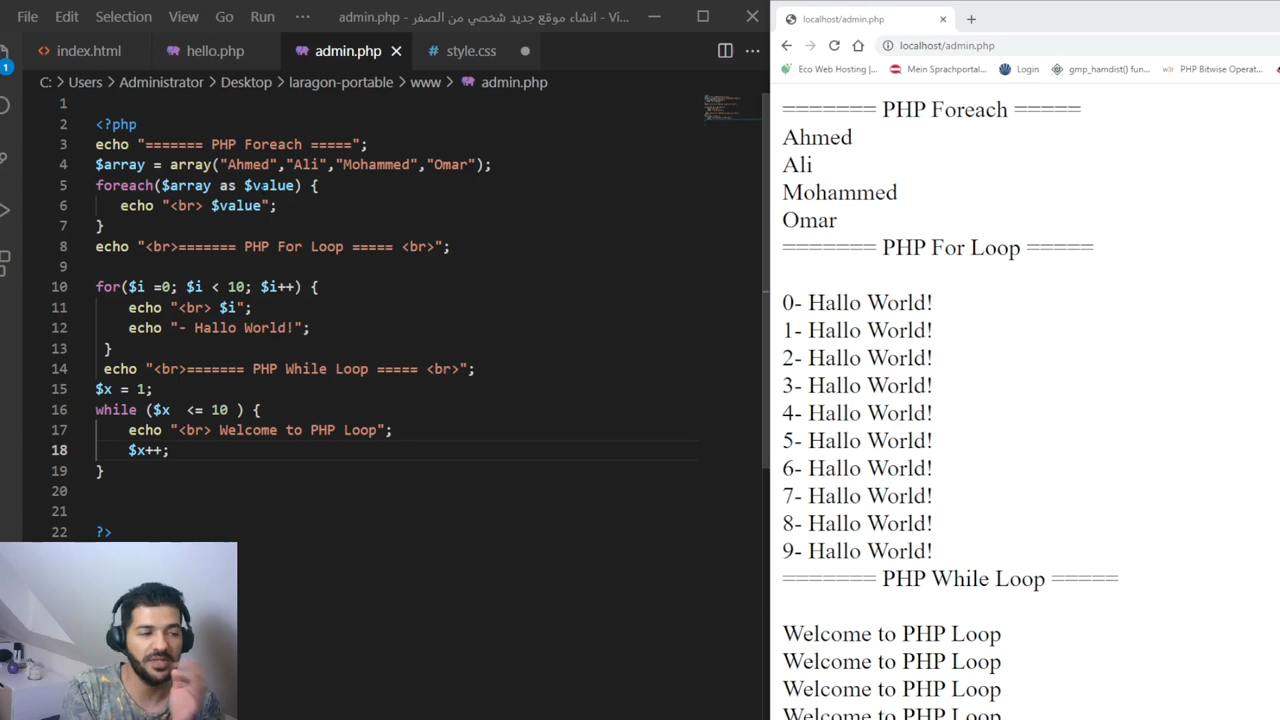 File Edit Selection View Go Run ··· admin.php - انشاء موقع جديد شخصي من الصفر - Vi...
index.html hello.php admin.php style.css
C: > Users > Administrator > Desktop > laragon-portable > www > admin.php
1
2 <?php
3 echo "======= PHP Foreach =====";
4 $array = array("Ahmed","Ali","Mohammed","Omar");
5 foreach($array as $value) {
6 echo "<br> $value";
7 }
8 echo "<br>======= PHP For Loop ===== <br>";
9
10 for($i =0; $i < 10; $i++) {
11 echo "<br> $i";
12 echo "- Hallo World!";
13 }
14 echo "<br>======= PHP While Loop ===== <br>";
15 $x = 1;
16 while ($x <= 10 ) {
17 echo "<br> Welcome to PHP Loop";
18 $x++;
19 }
20
21
22 ?>
1
localhost/admin.php
localhost/admin.php
Eco Web Hosting |... Mein Sprachportal... Login gmp_hamdist() fun... PHP Bitwise Operat...
======= PHP Foreach =====
Ahmed
Ali
Mohammed
Omar
======= PHP For Loop =====
0- Hallo World!
1- Hallo World!
2- Hallo World!
3- Hallo World!
4- Hallo World!
5- Hallo World!
6- Hallo World!
7- Hallo World!
8- Hallo World!
9- Hallo World!
======= PHP While Loop =====
Welcome to PHP Loop
Welcome to PHP Loop
Welcome to PHP Loop
Welcome to PHP Loop